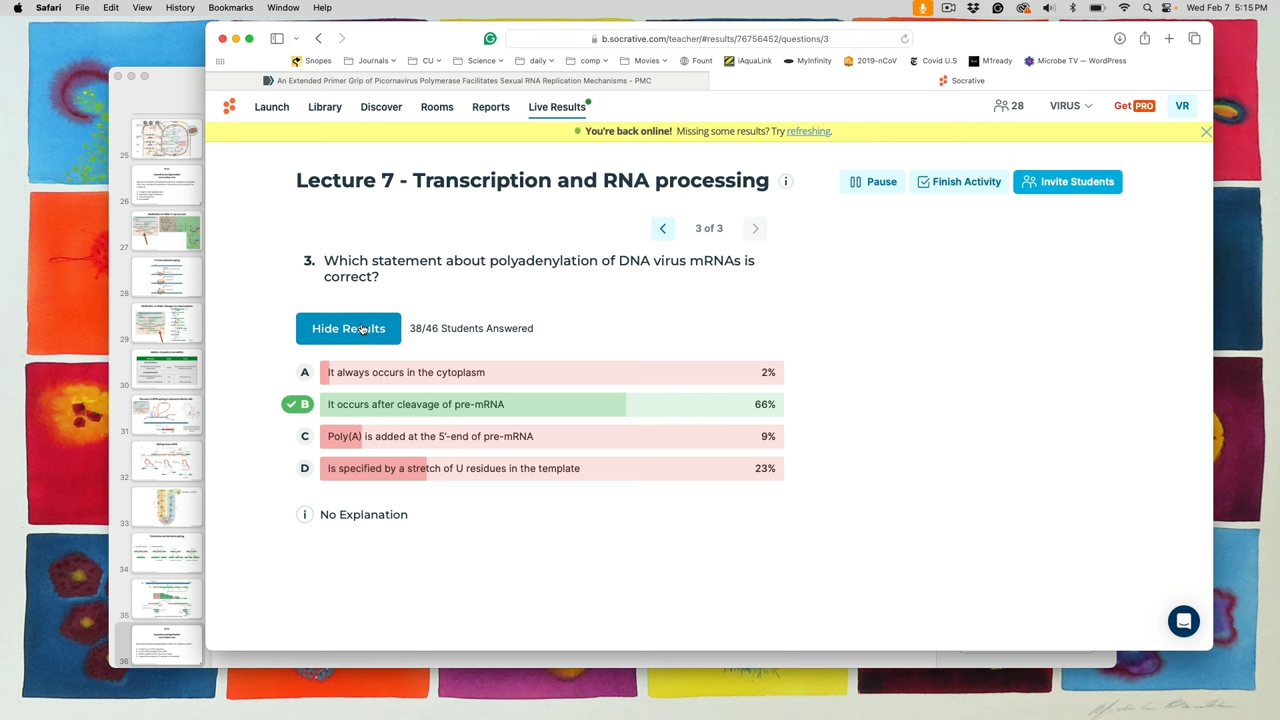 Safari File Edit View History Bookmarks Window Help
Wed Feb 7 5:15 PM
b.socrative.com/teacher/#results/76756452/questions/3
Snopes Journals CU Science daily comp Movies Fount iAquaLink MyInfinity 2019-nCoV Covid U.S M1ready Microbe TV — WordPress
An Extended Primer Grip of Picornavirus Polymerase Facilitates Sexual RNA Replication Mechanisms - PMC
Socrative
Launch Library Discover Rooms Reports Live Results
28 VIRUS Get PRO VR
You're back online! Missing some results? Try refreshing.
Lecture 7 - Transcription and RNA processing
Pause Finish Activity Invite Students
3 of 3
3. Which statement about polyadenylation of DNA virus mRNAs is
correct?
Hide Results 38/46 Students Answered
A It always occurs in the cytoplasm 2%
B It occurs after cleavage of pre-mRNA 66%
C Poly(A) is added at the 5'-end of pre-mRNA 9%
D Is specified by a stretch of U residues in the template 23%
No Explanation
25
26
27
28
29
30
31
32
33
34
35
36